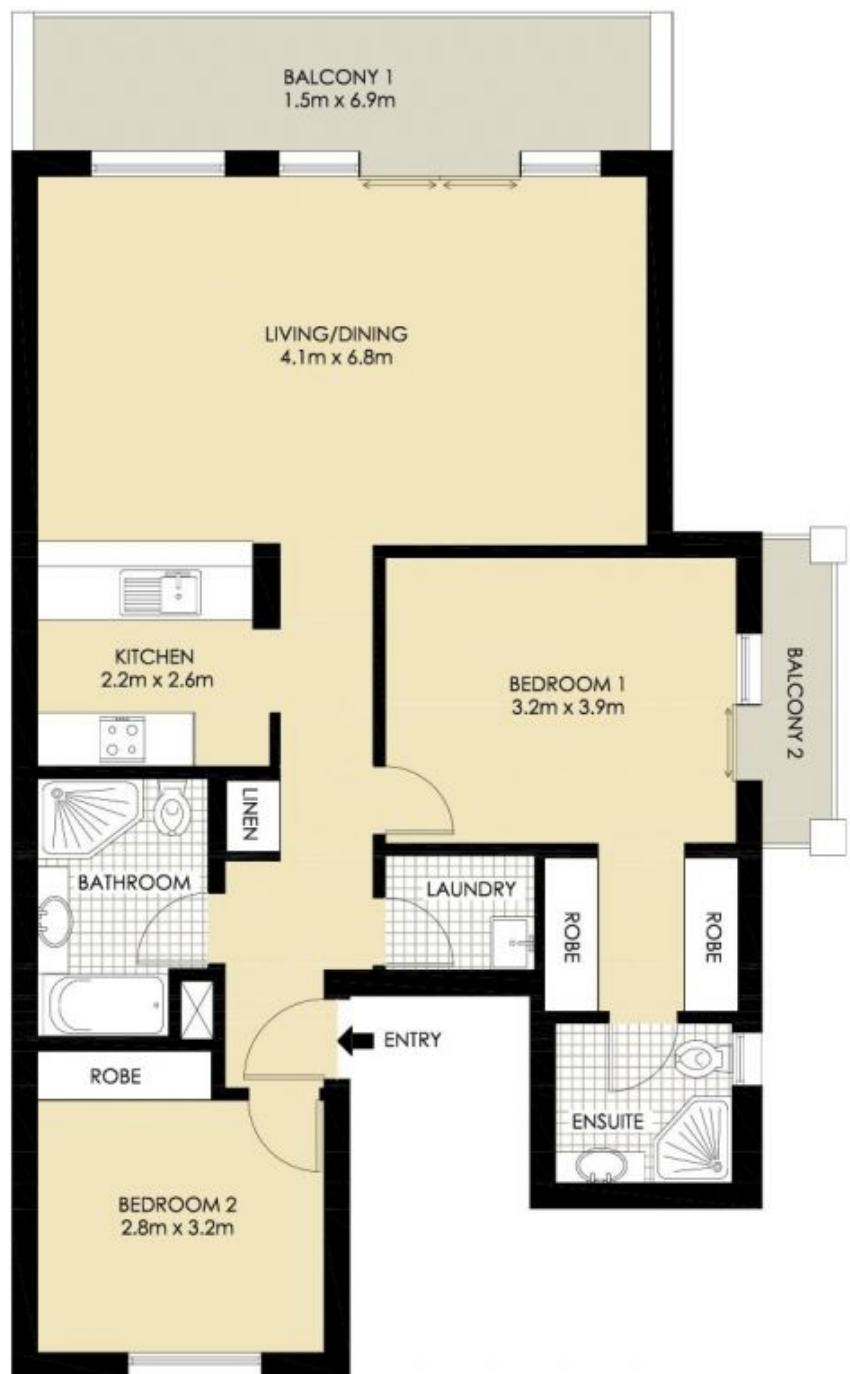 BALCONY 1
1.5m x 6.9m
LIVING/DINING
4.1m x 6.8m
KITCHEN
2.2m x 2.6m
BEDROOM 1
3.2m x 3.9m
BALCONY 2
LINEN
BATHROOM
LAUNDRY
ROBE
ROBE
ENTRY
ROBE
ENSUITE
BEDROOM 2
2.8m x 3.2m